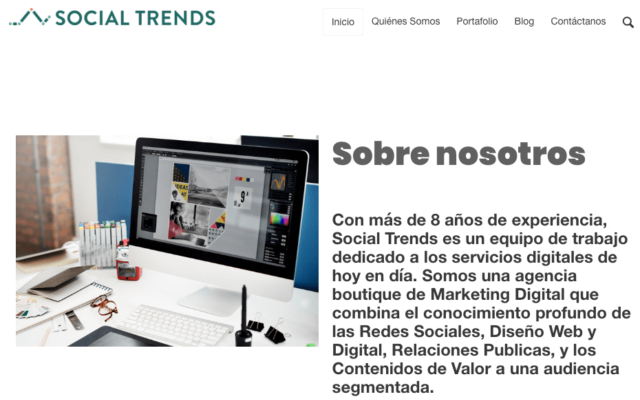 SOCIAL TRENDS
Inicio Quiénes Somos Portafolio Blog Contáctanos
Sobre nosotros
Con más de 8 años de experiencia,
Social Trends es un equipo de trabajo
dedicado a los servicios digitales de
hoy en día. Somos una agencia
boutique de Marketing Digital que
combina el conocimiento profundo de
las Redes Sociales, Diseño Web y
Digital, Relaciones Publicas, y los
Contenidos de Valor a una audiencia
segmentada.